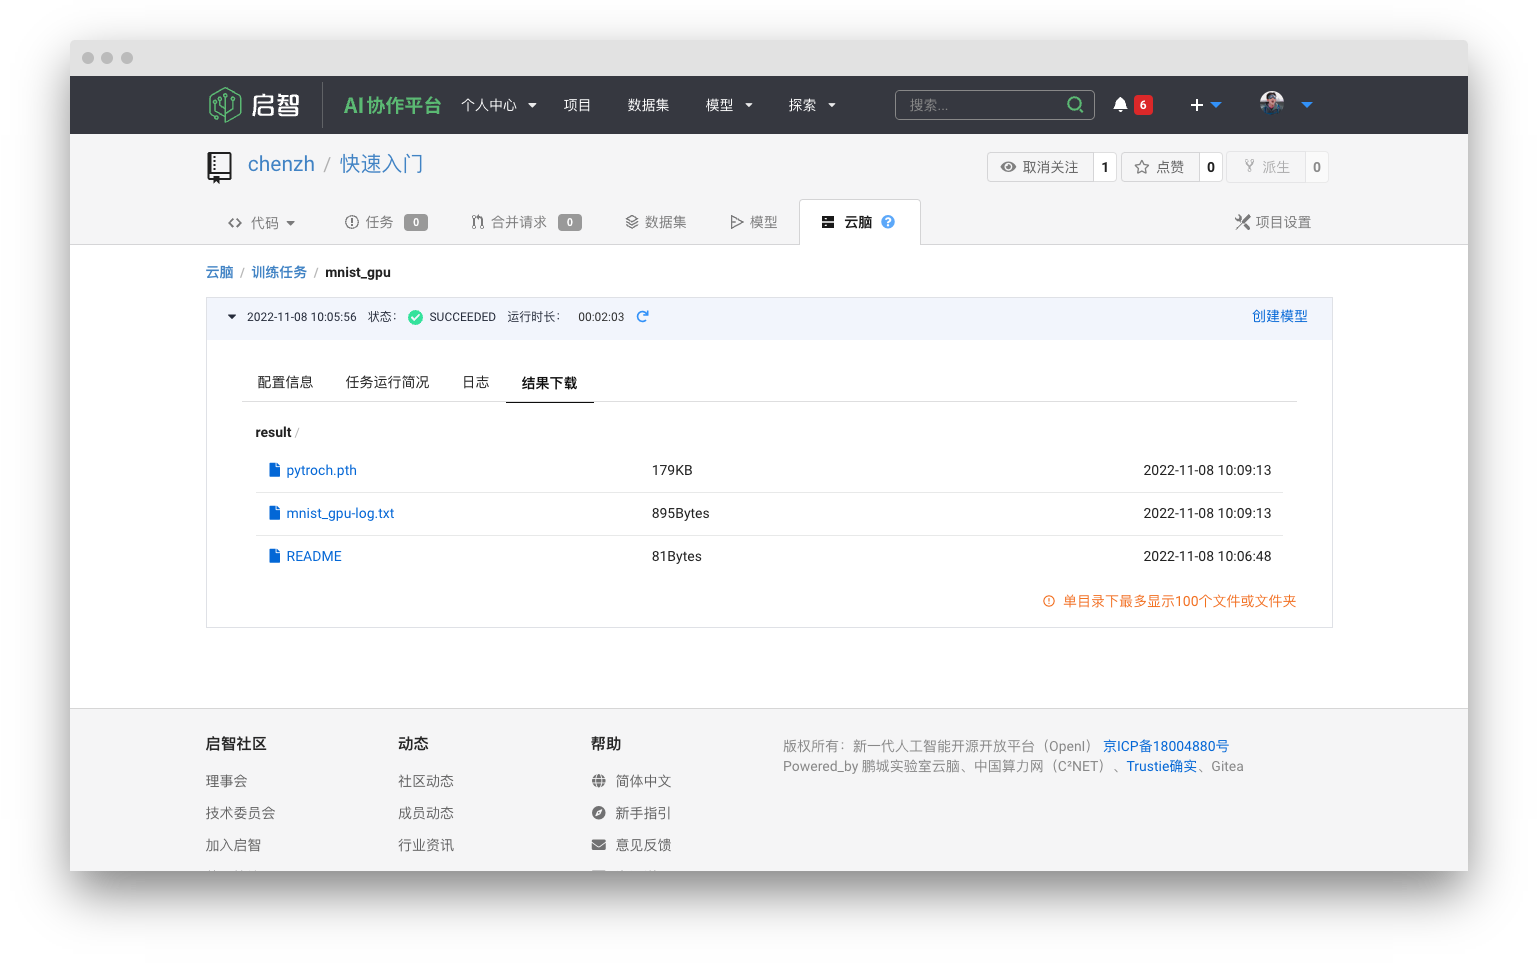 启智 AI协作平台 个人中心 项目 数据集 模型 探索 搜索... 6
chenzh / 快速入门 取消关注 1 点赞 0 派生 0
代码 任务 0 合并请求 0 数据集 模型 云脑 ? 项目设置
云脑 / 训练任务 / mnist_gpu
2022-11-08 10:05:56 状态： SUCCEEDED 运行时长： 00:02:03 创建模型
配置信息 任务运行简况 日志 结果下载
result /
pytroch.pth 179KB 2022-11-08 10:09:13
mnist_gpu-log.txt 895Bytes 2022-11-08 10:09:13
README 81Bytes 2022-11-08 10:06:48
单目录下最多显示100个文件或文件夹
启智社区 动态 帮助 版权所有：新一代人工智能开源开放平台（OpenI） 京ICP备18004880号
Powered_by 鹏城实验室云脑、中国算力网（C²NET）、Trustie确实、Gitea
理事会 社区动态 简体中文
技术委员会 成员动态 新手指引
加入启智 行业资讯 意见反馈